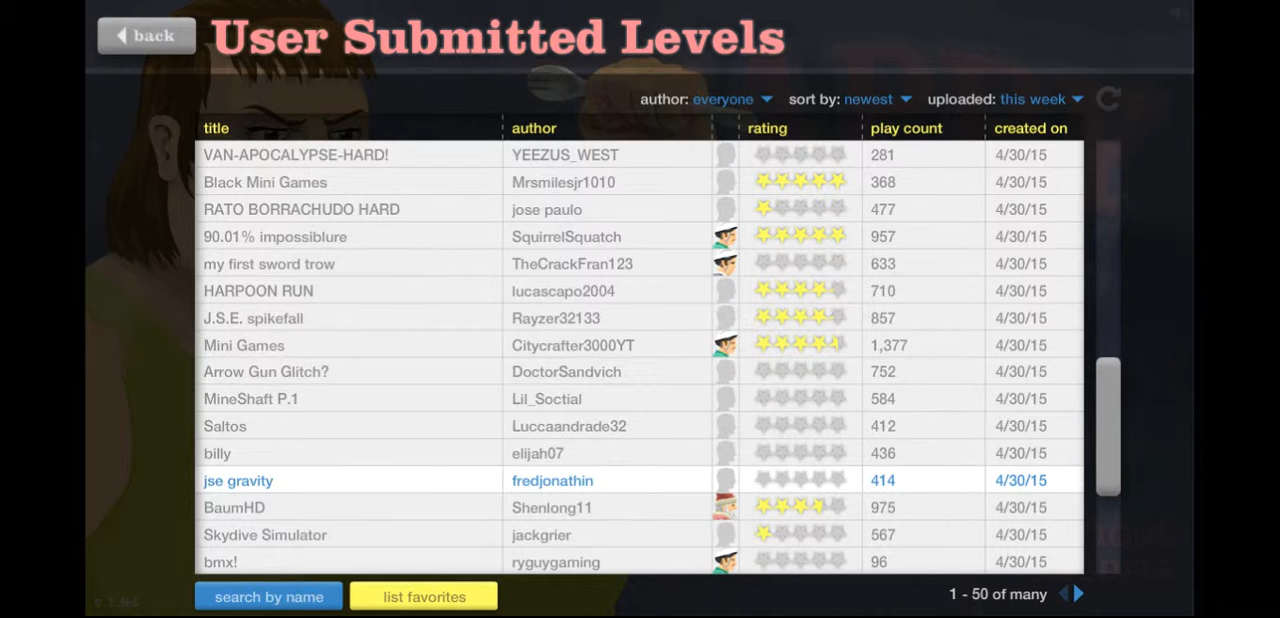 back User Submitted Levels
author: everyone sort by: newest uploaded: this week
title author rating play count created on
VAN-APOCALYPSE-HARD! YEEZUS_WEST 281 4/30/15
Black Mini Games Mrsmilesjr1010 368 4/30/15
RATO BORRACHUDO HARD jose paulo 477 4/30/15
90.01% impossiblure SquirrelSquatch 957 4/30/15
my first sword trow TheCrackFran123 633 4/30/15
HARPOON RUN lucascapo2004 710 4/30/15
J.S.E. spikefall Rayzer32133 857 4/30/15
Mini Games Citycrafter3000YT 1,377 4/30/15
Arrow Gun Glitch? DoctorSandvich 752 4/30/15
MineShaft P.1 Lil_Soctial 584 4/30/15
Saltos Luccaandrade32 412 4/30/15
billy elijah07 436 4/30/15
jse gravity fredjonathin 414 4/30/15
BaumHD Shenlong11 975 4/30/15
Skydive Simulator jackgrier 567 4/30/15
bmx! ryguygaming 96 4/30/15
search by name list favorites 1 - 50 of many